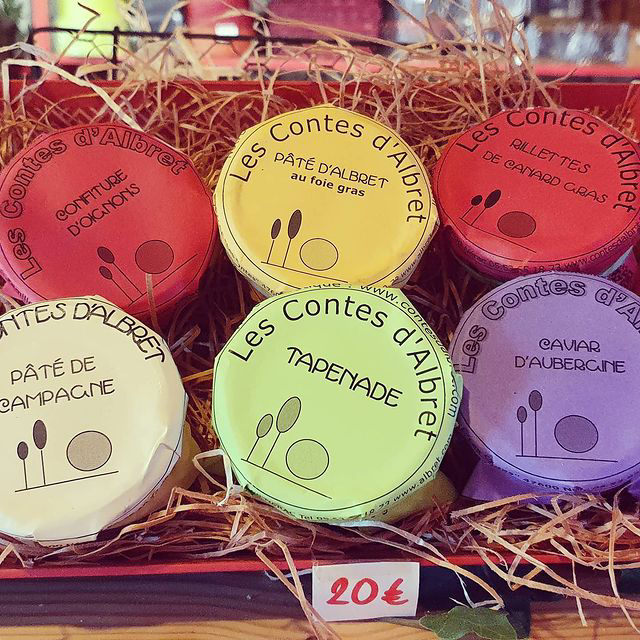 Les Contes d'Albret
CONFITURE
D'OIGNONS
Les Contes d'Albret
PÂTÉ D'ALBRET
au foie gras
Les Contes d'Albret
RILLETTES
DE CANARD GRAS
CONTES D'ALBRET
PÂTÉ DE
CAMPAGNE
Les Contes d'Albret
TAPENADE
Les Contes d'Al
CAVIAR
D'AUBERGINE
20€